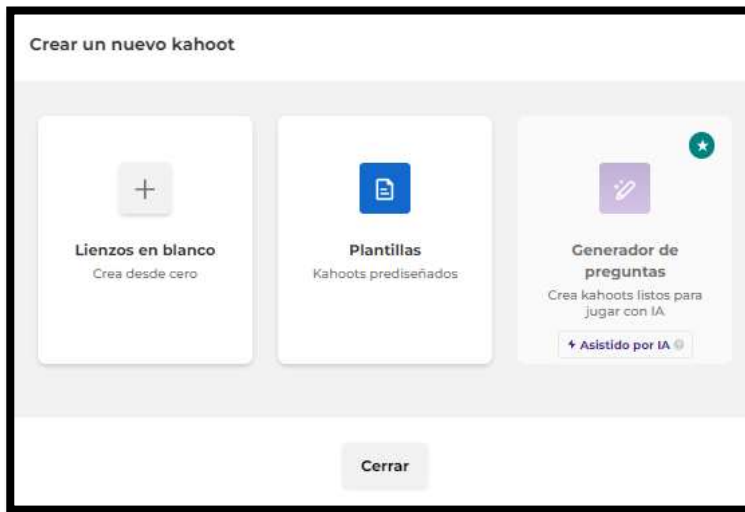 Crear un nuevo kahoot
Lienzos en blanco
Crea desde cero
Plantillas
Kahoots prediseñados
Generador de
preguntas
Crea kahoots listos para
jugar con IA
Asistido por IA
Cerrar